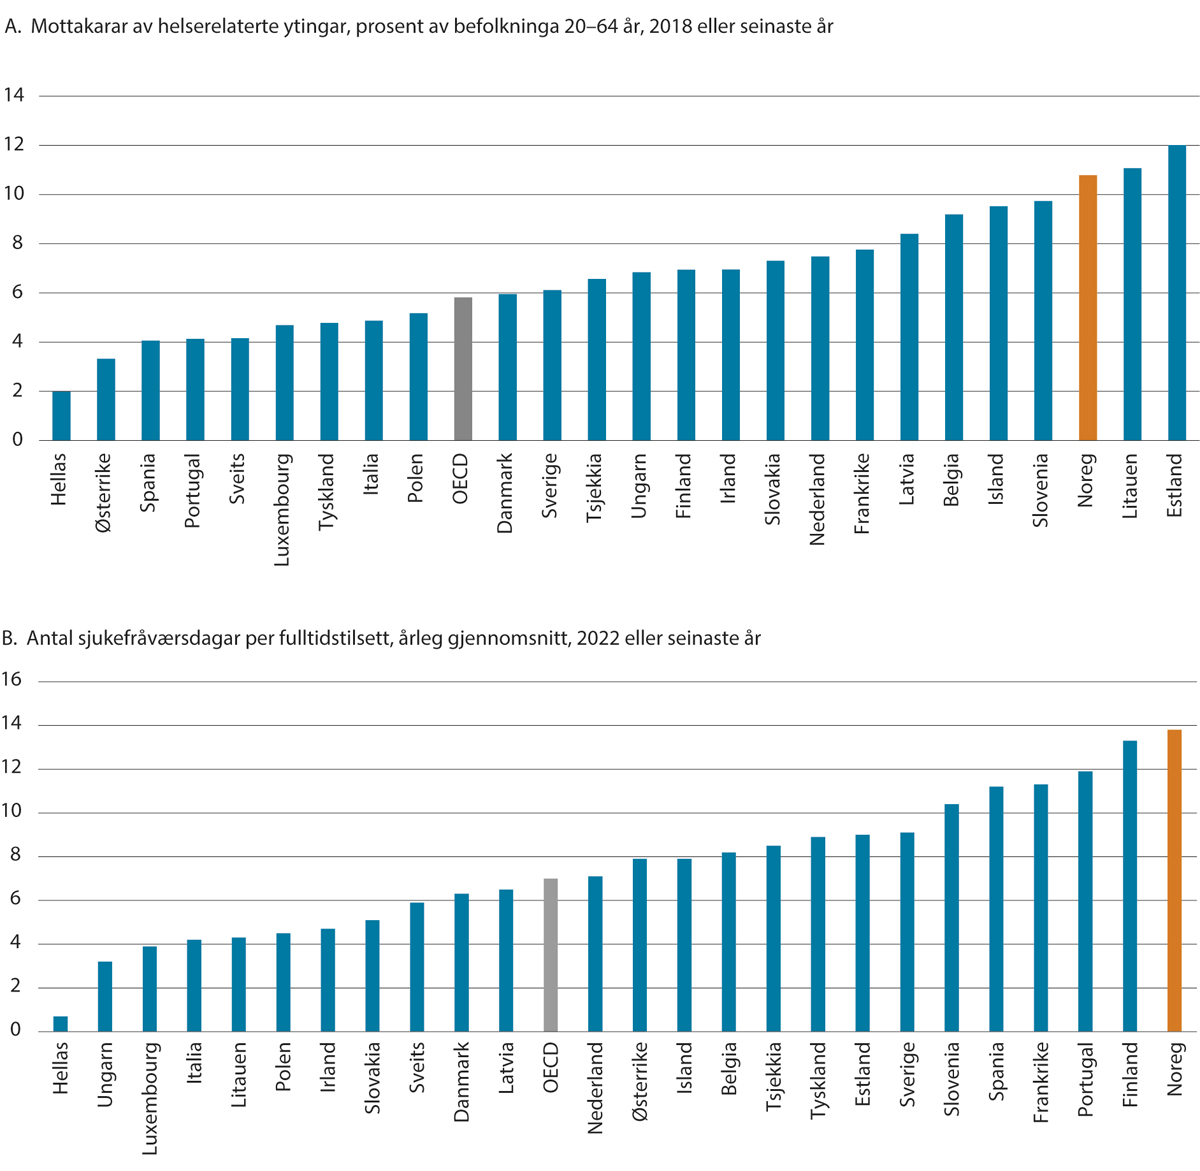 A. Mottakarar av helserelaterte ytingar, prosent av befolkninga 20–64 år, 2018 eller seinaste år
14
12
10
8
6
4
2
0
Hellas
Østerrike
Spania
Portugal
Sveits
Luxembourg
Tyskland
Italia
Polen
OECD
Danmark
Sverige
Tsjekkia
Ungarn
Finland
Irland
Slovakia
Nederland
Frankrike
Latvia
Belgia
Island
Slovenia
Noreg
Litauen
Estland
B. Antal sjukefråværsdagar per fulltidstilsett, årleg gjennomsnitt, 2022 eller seinaste år
16
14
12
10
8
6
4
2
0
Hellas
Ungarn
Luxembourg
Italia
Litauen
Polen
Irland
Slovakia
Sveits
Danmark
Latvia
OECD
Nederland
Østerrike
Island
Belgia
Tsjekkia
Tyskland
Estland
Sverige
Slovenia
Spania
Frankrike
Portugal
Finland
Noreg